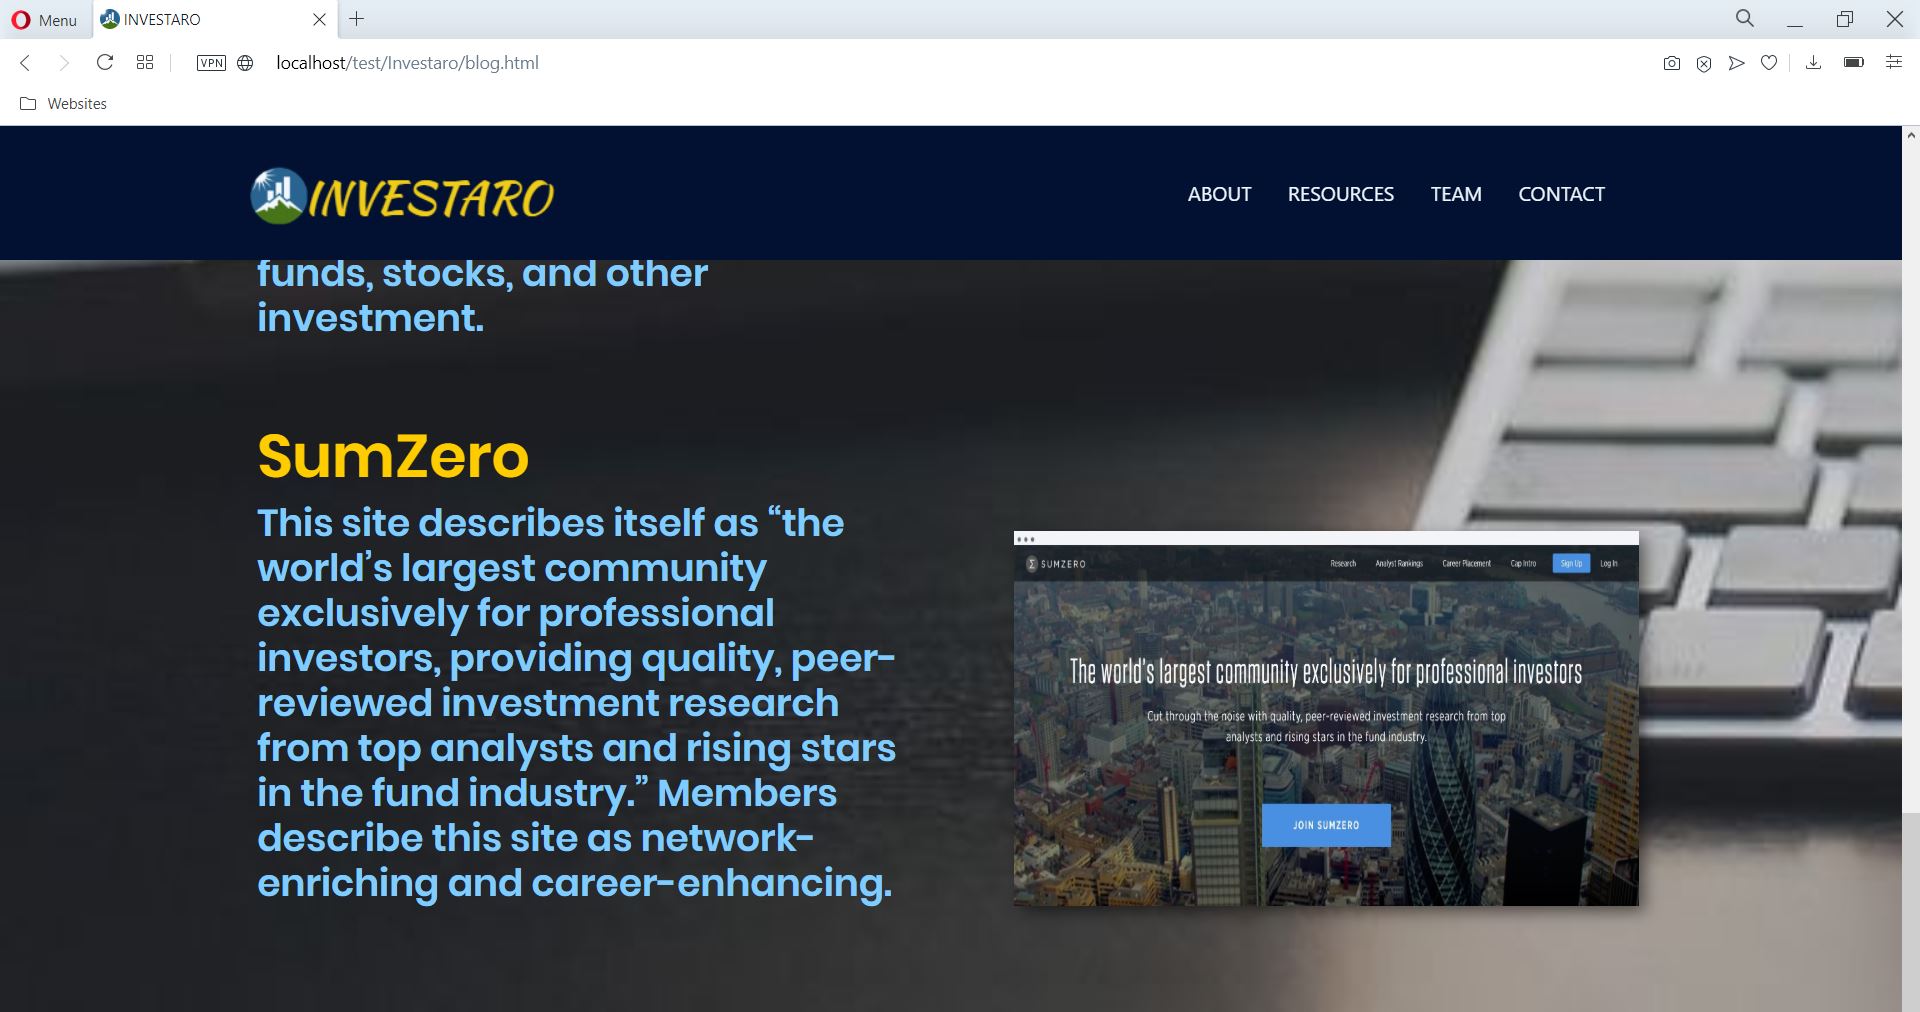 Menu
INVESTARO
VPN
localhost/test/Investaro/blog.html
Websites
INVESTARO
ABOUT RESOURCES TEAM CONTACT
funds, stocks, and other
investment.
SumZero
This site describes itself as “the
world’s largest community
exclusively for professional
investors, providing quality, peer-
reviewed investment research
from top analysts and rising stars
in the fund industry.” Members
describe this site as network-
enriching and career-enhancing.
SUMZERO
Research Analyst Rankings Career Placement Cap Intro Sign Up Log In
The world's largest community exclusively for professional investors
Cut through the noise with quality, peer-reviewed investment research from top
analysts and rising stars in the fund industry.
JOIN SUMZERO